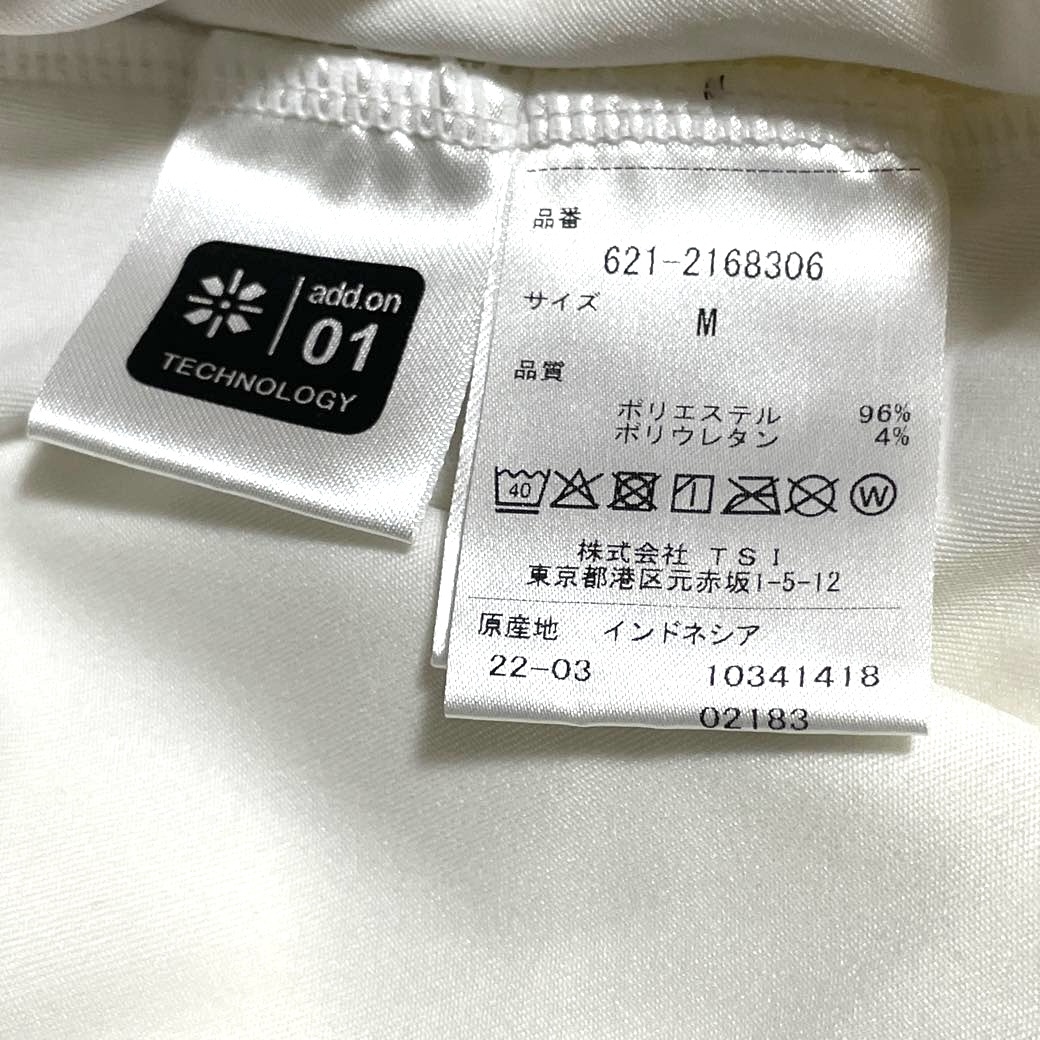 add.on
01
TECHNOLOGY
品番
621-2168306
サイズ
M
品質
ポリエステル 96%
ポリウレタン 4%
40
W
株式会社 TSI
東京都港区元赤坂1-5-12
原産地 インドネシア
22-03 10341418
02183